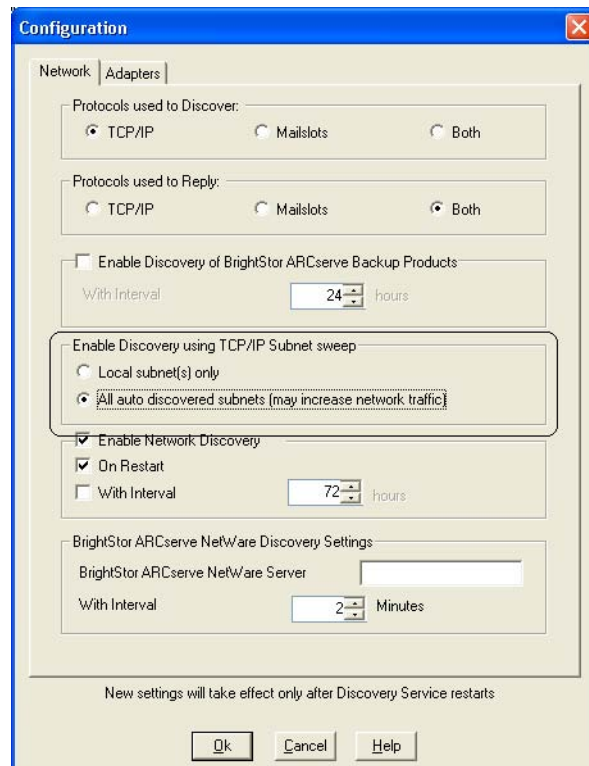 Configuration
Network Adapters
Protocols used to Discover:
TCP/IP Mailslots Both
Protocols used to Reply:
TCP/IP Mailslots Both
Enable Discovery of BrightStor ARCserve Backup Products
With Interval 24 hours
Enable Discovery using TCP/IP Subnet sweep
Local subnet(s) only
All auto discovered subnets (may increase network traffic)
Enable Network Discovery
On Restart
With Interval 72 hours
BrightStor ARCserve NetWare Discovery Settings
BrightStor ARCserve NetWare Server
With Interval 2 Minutes
New settings will take effect only after Discovery Service restarts
Ok Cancel Help